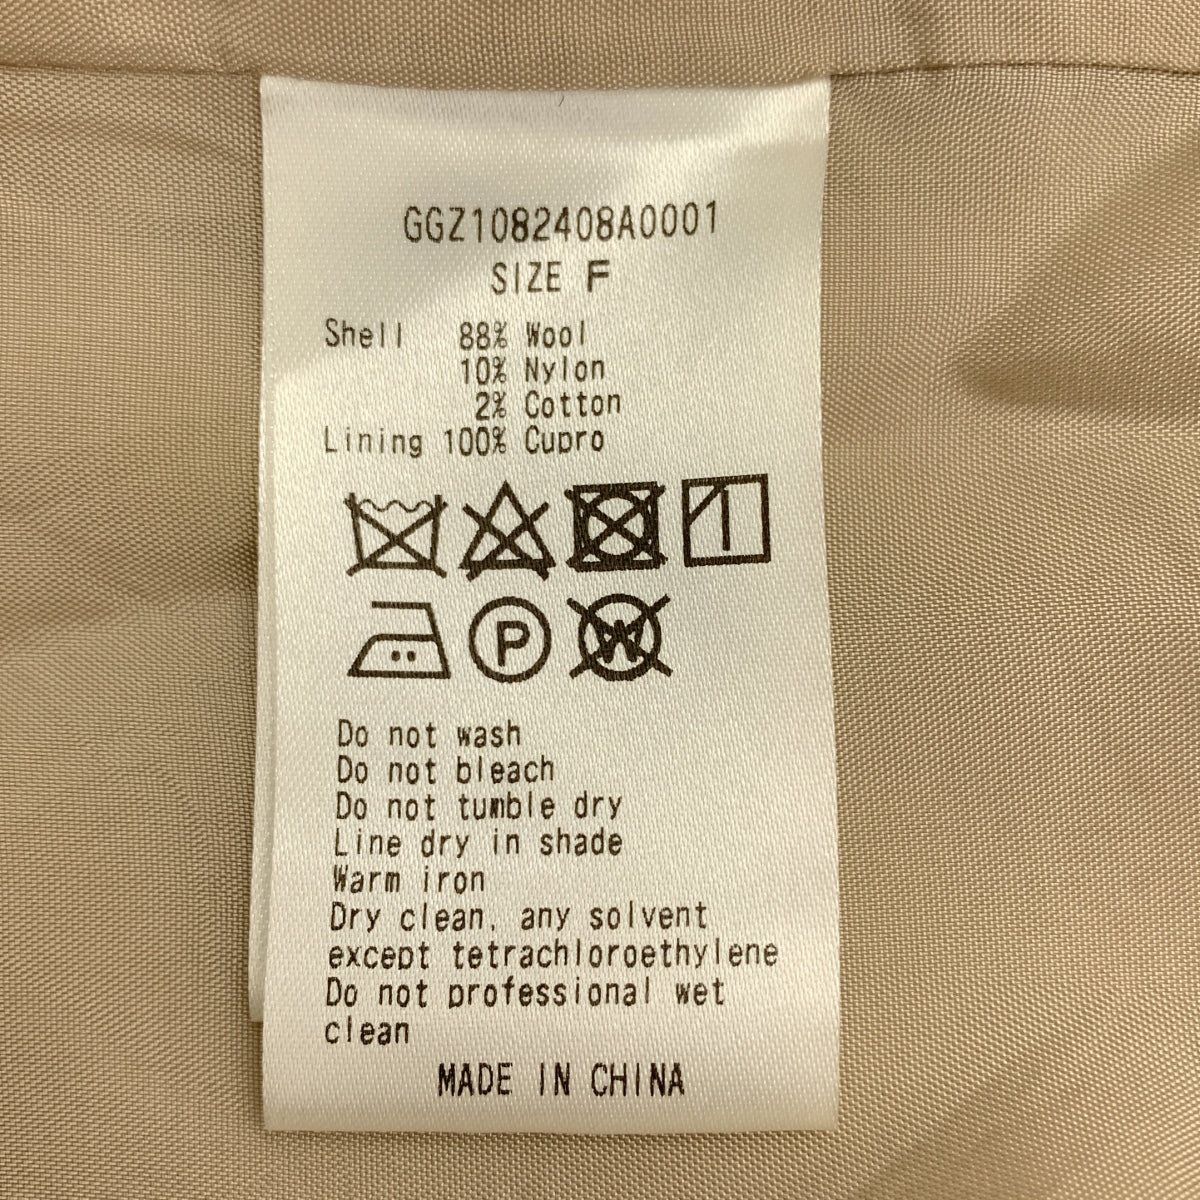 GGZ1082408A0001
SIZE F
Shell 88% Wool
10% Nylon
2% Cotton
Lining 100% Cupro
P
W
Do not wash
Do not bleach
Do not tumble dry
Line dry in shade
Warm iron
Dry clean, any solvent
except tetrachloroethylene
Do not professional wet
clean
MADE IN CHINA